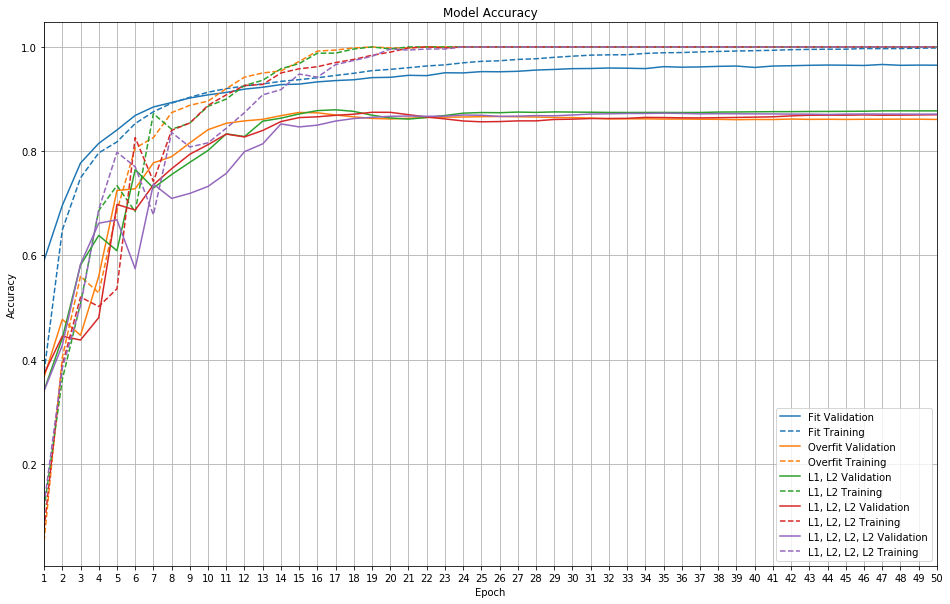 Model Accuracy
1.0
0.8
0.6
0.4
0.2
Accuracy
Fit Validation
Fit Training
Overfit Validation
Overfit Training
L1, L2 Validation
L1, L2 Training
L1, L2, L2 Validation
L1, L2, L2 Training
L1, L2, L2, L2 Validation
L1, L2, L2, L2 Training
1 2 3 4 5 6 7 8 9 10 11 12 13 14 15 16 17 18 19 20 21 22 23 24 25 26 27 28 29 30 31 32 33 34 35 36 37 38 39 40 41 42 43 44 45 46 47 48 49 50
Epoch